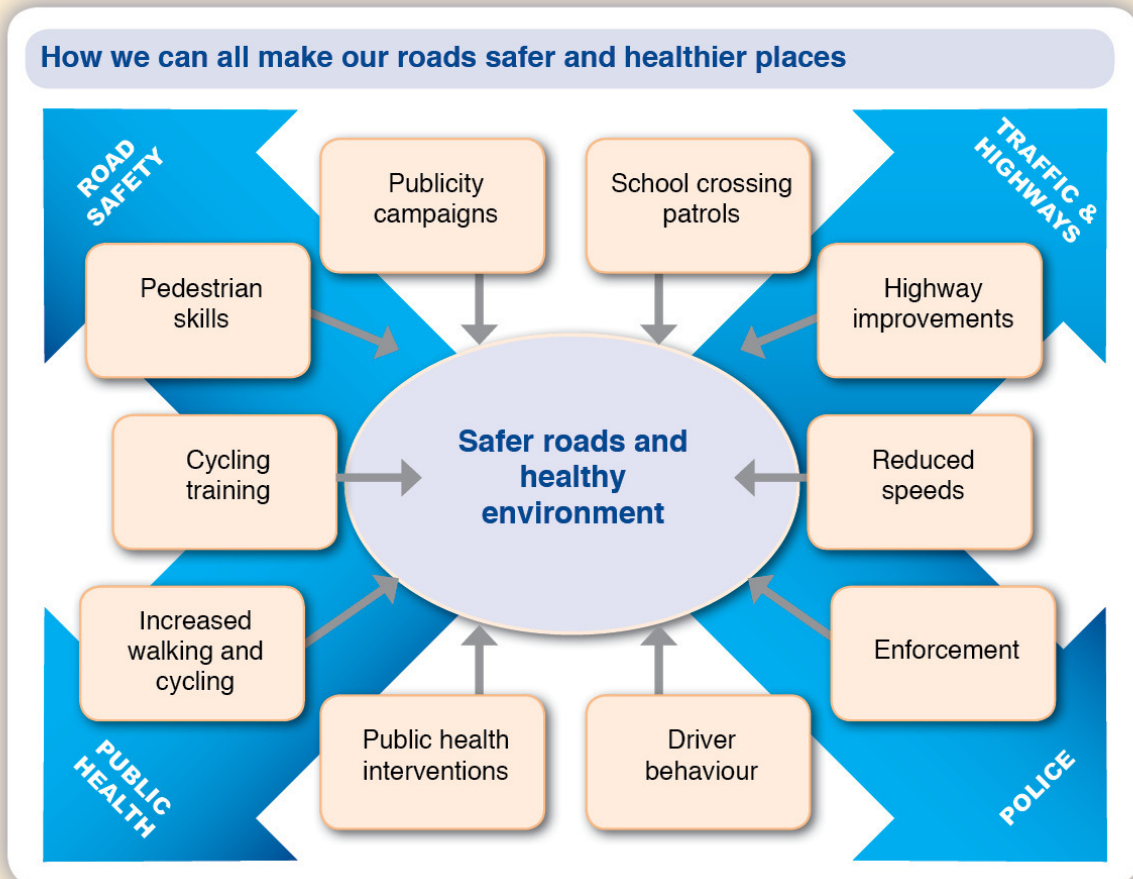 How we can all make our roads safer and healthier places
ROAD
SAFETY
Publicity
campaigns
School crossing
patrols
TRAFFIC &
HIGHWAYS
Pedestrian
skills
Highway
improvements
Cycling
training
Safer roads and
healthy
environment
Reduced
speeds
Increased
walking and
cycling
Enforcement
PUBLIC
HEALTH
Public health
interventions
Driver
behaviour
POLICE